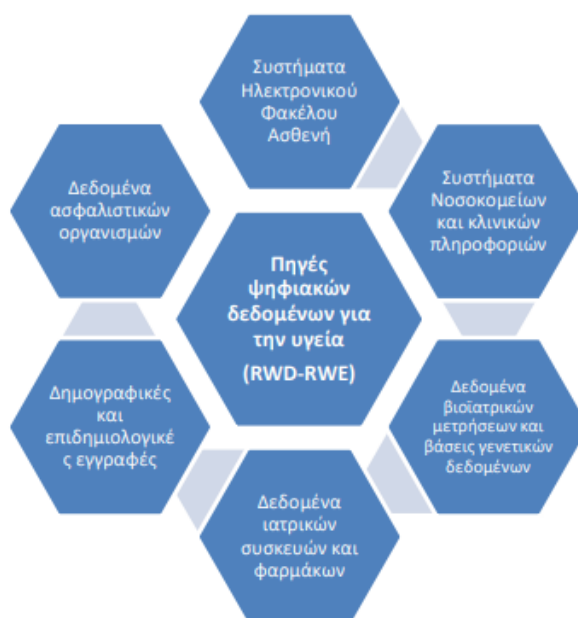 Συστήματα
Ηλεκτρονικού
Φακέλου
Ασθενή
Δεδομένα
ασφαλιστικών
οργανισμών
Συστήματα
Νοσοκομείων
και κλινικών
πληροφοριών
Πηγές
ψηφιακών
δεδομένων για
την υγεία
(RWD-RWE)
Δημογραφικές
και
επιδημιολογικέ
ς εγγραφές
Δεδομένα
βιοϊατρικών
μετρήσεων και
βάσεις γενετικών
δεδομένων
Δεδομένα
ιατρικών
συσκευών και
φαρμάκων